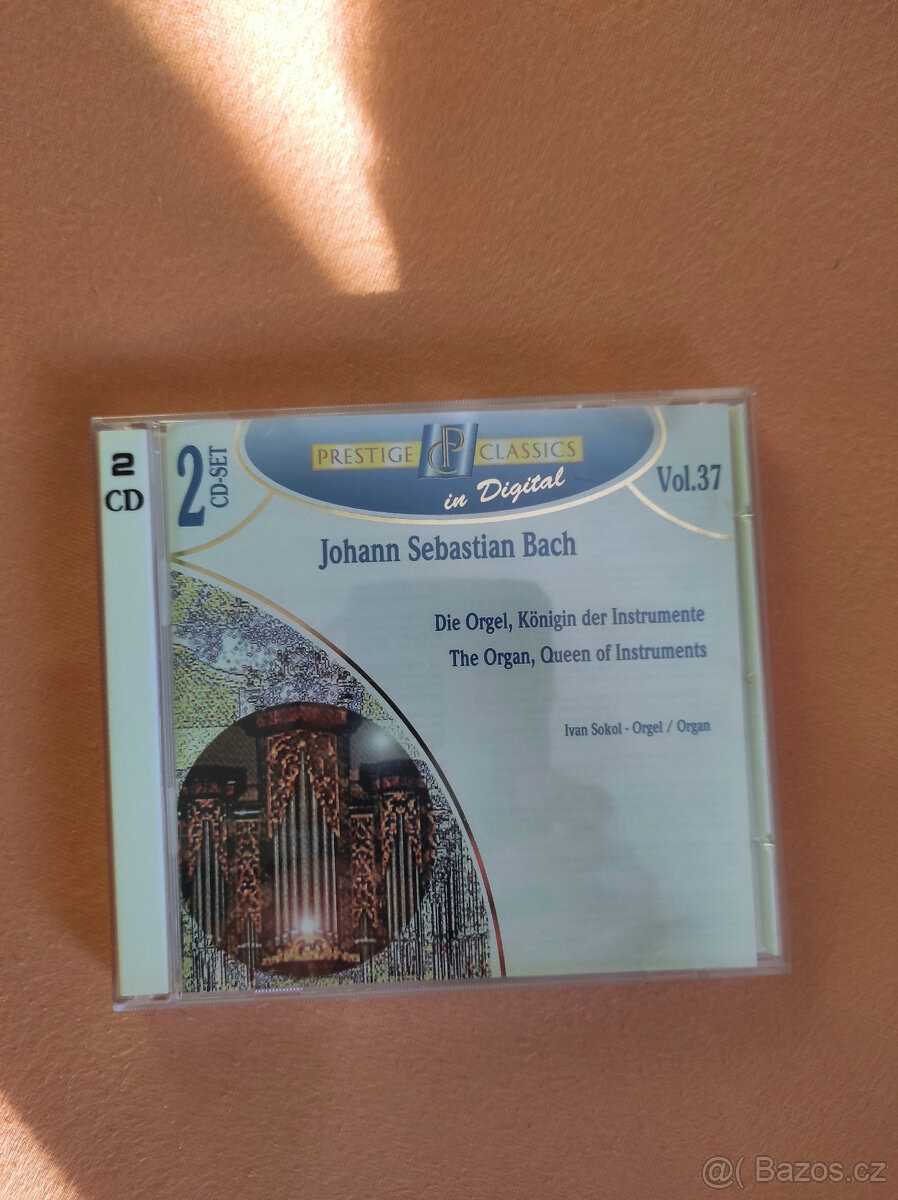 2
CD
2
CD-SET
PRESTIGE CP CLASSICS
in Digital
Vol.37
Johann Sebastian Bach
Die Orgel, Königin der Instrumente
The Organ, Queen of Instruments
Ivan Sokol - Orgel / Organ
@( Bazos.cz